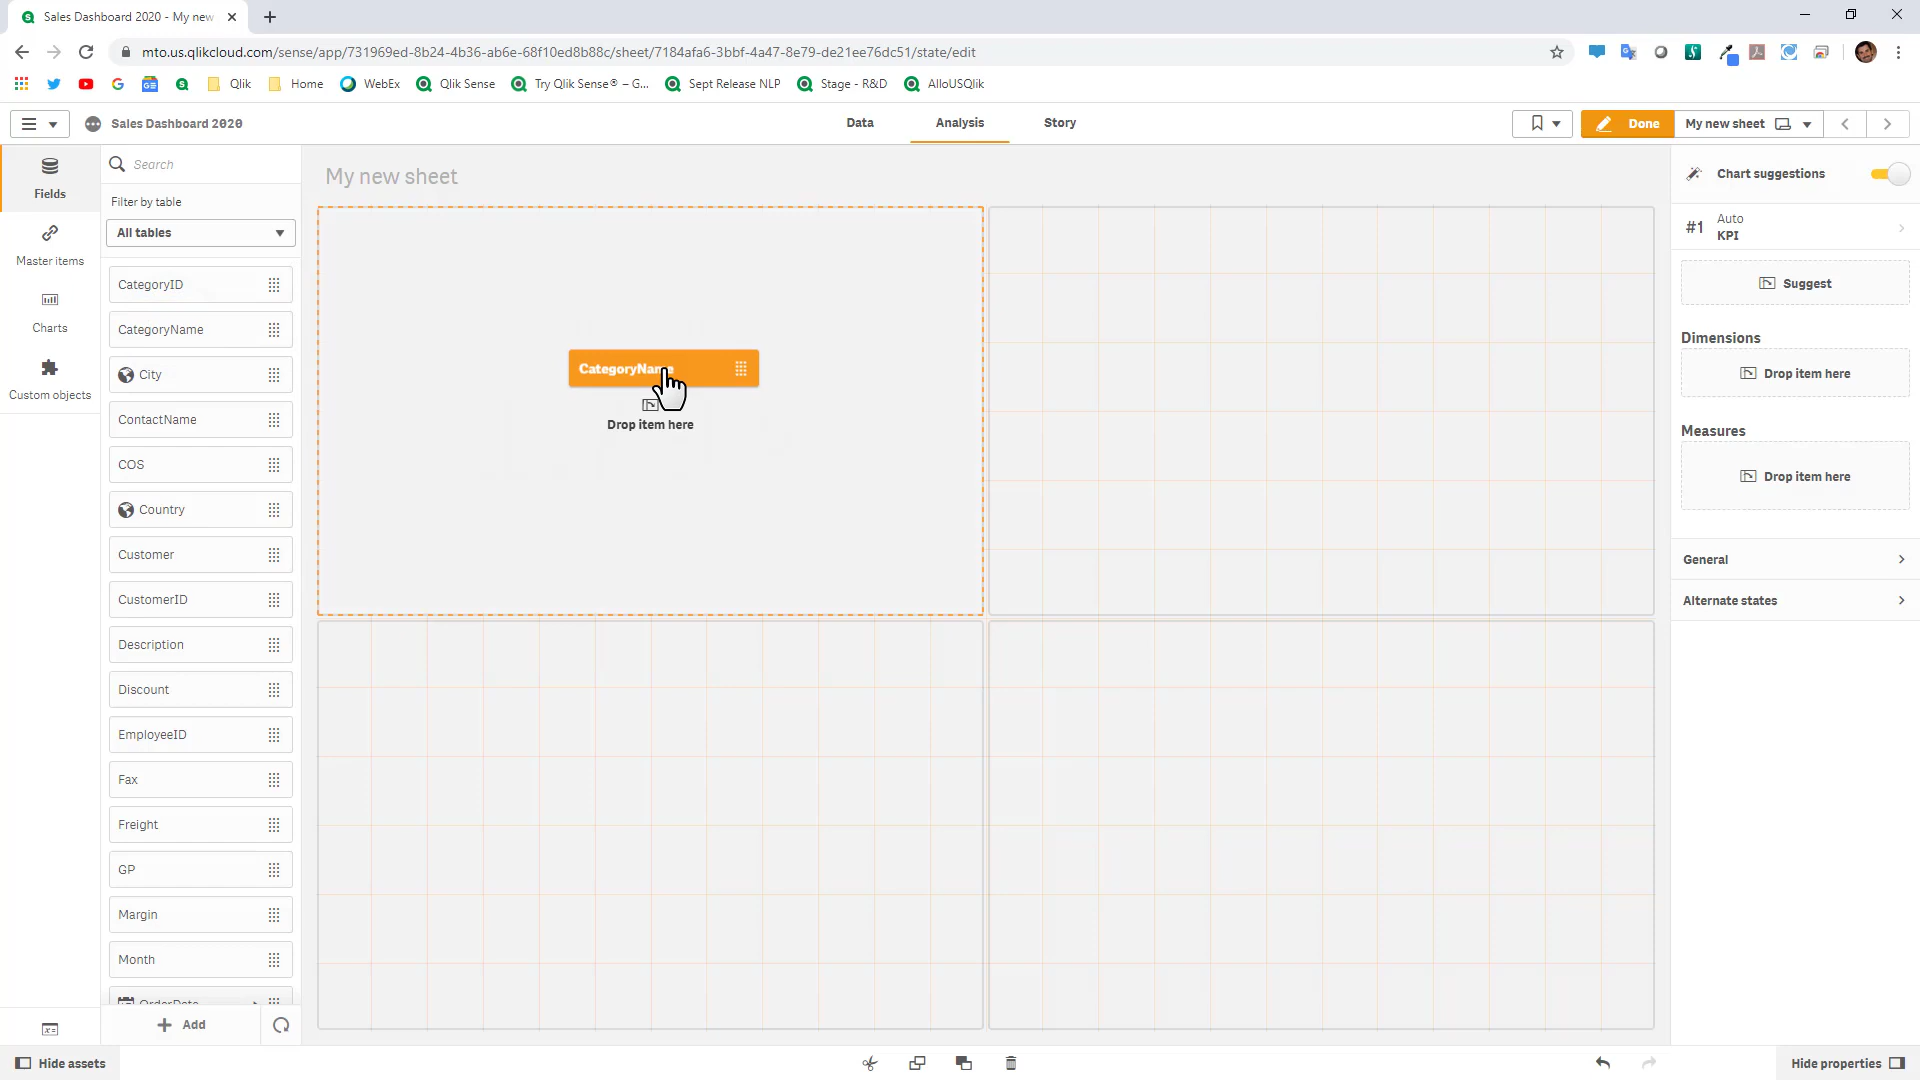 Sales Dashboard 2020 - My new
mto.us.qlikcloud.com/sense/app/731969ed-8b24-4b36-ab6e-68f10ed8b88c/sheet/7184afa6-3bbf-4a47-8e79-de21ee76dc51/state/edit
Qlik Home WebEx Qlik Sense Try Qlik Sense® – G... Sept Release NLP Stage - R&D AlloUSQlik
Sales Dashboard 2020
Data Analysis Story
Done My new sheet
Fields
Master items
Charts
Custom objects
Search
Filter by table
All tables
CategoryID
CategoryName
City
ContactName
COS
Country
Customer
CustomerID
Description
Discount
EmployeeID
Fax
Freight
GP
Margin
Month
OrderDate
Add
My new sheet
CategoryName
Drop item here
Chart suggestions
#1 Auto
KPI
Suggest
Dimensions
Drop item here
Measures
Drop item here
General
Alternate states
Hide assets
Hide properties